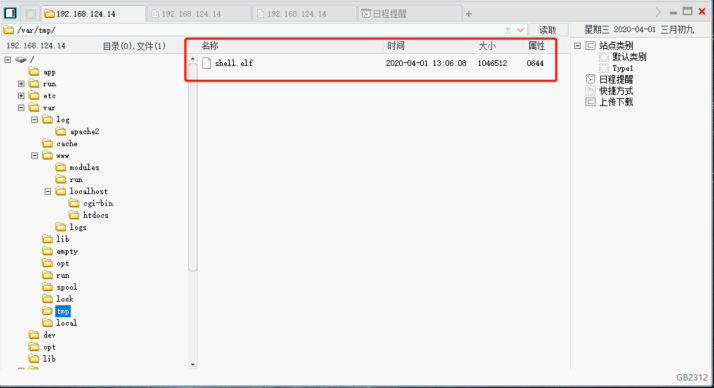 192.168.124.14 192.168.124.14 192.168.124.14 日程提醒 +
/var/tmp/ 读取 星期三 2020-04-01 三月初九
192.168.124.14 目录(0),文件(1) 名称 时间 大小 属性
shell.elf 2020-04-01 13:06:08 1046512 0644
/
app
run
etc
var
log
apache2
cache
www
modules
run
localhost
cgi-bin
htdocs
logs
lib
empty
opt
run
spool
lock
tmp
local
dev
opt
lib
站点类别
默认类别
Type1
日程提醒
快捷方式
上传下载
GB2312